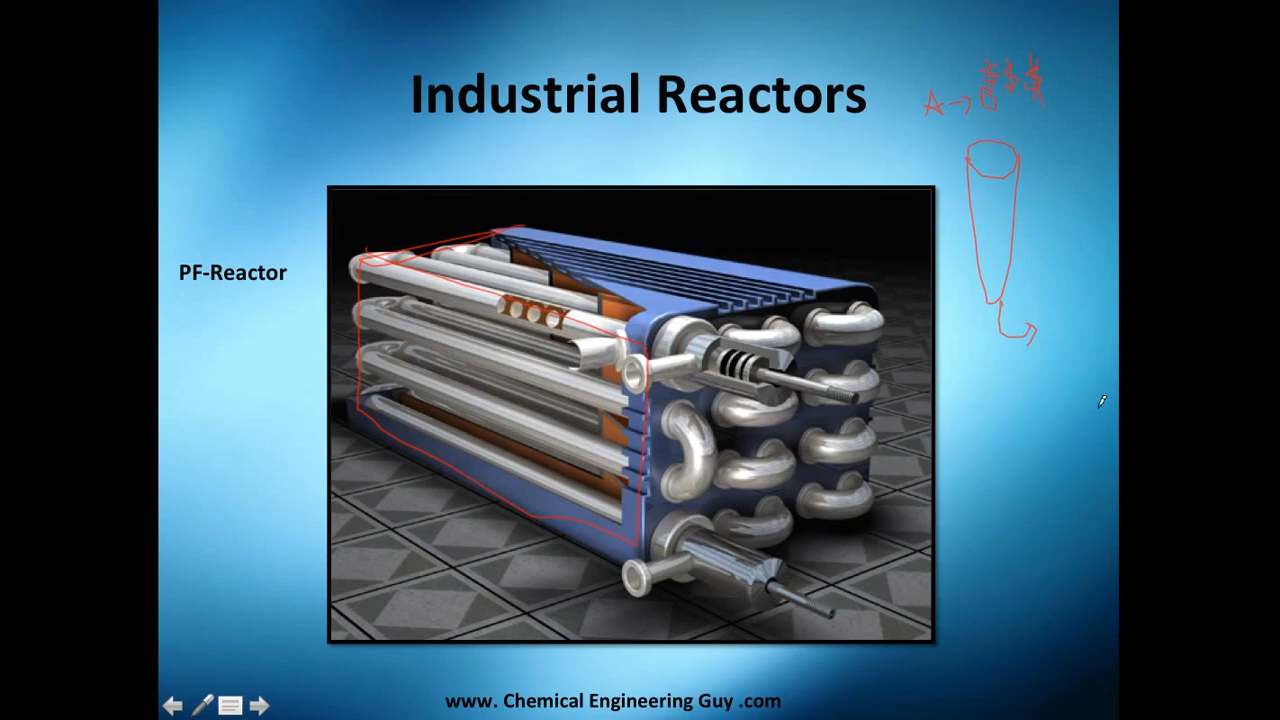 Industrial Reactors
A → $ $ $
PF-Reactor
www. Chemical Engineering Guy .com